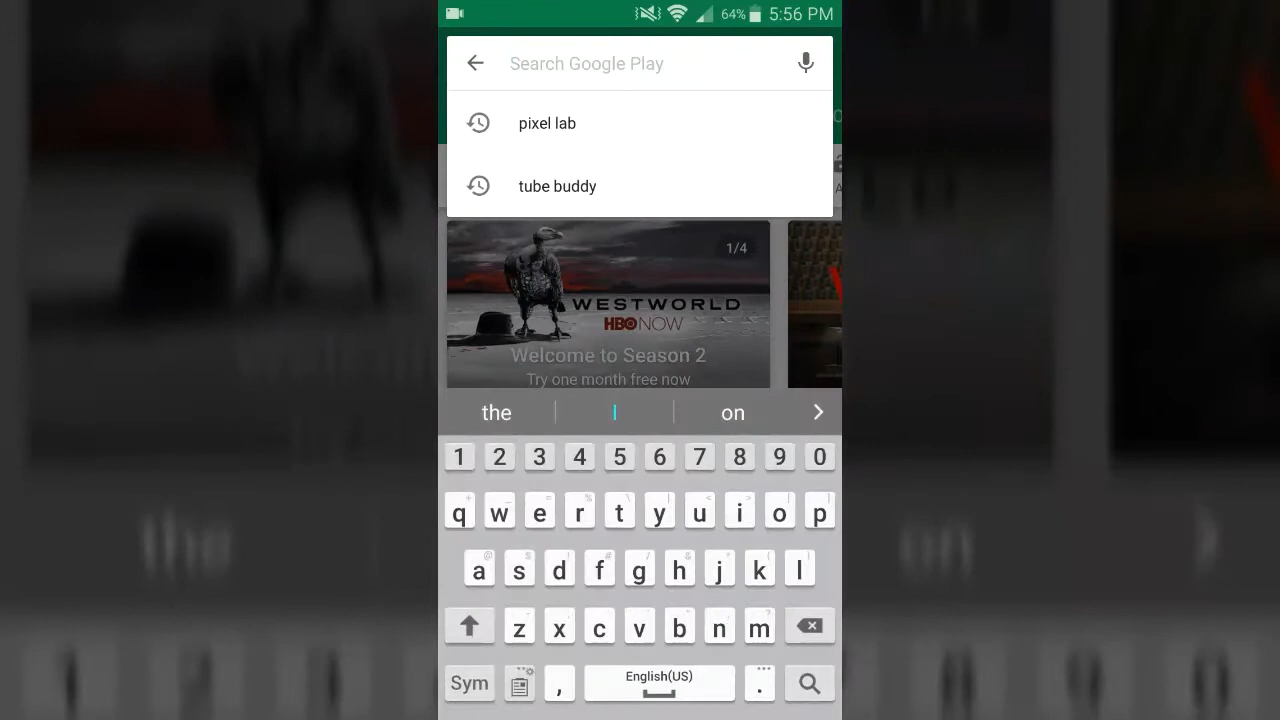 64% 5:56 PM
Search Google Play
pixel lab
tube buddy
1/4
WESTWORLD
HBO NOW
Welcome to Season 2
Try one month free now
the I on
1 2 3 4 5 6 7 8 9 0
q w e r t y u i o p
a s d f g h j k l
z x c v b n m
Sym , English(US) .